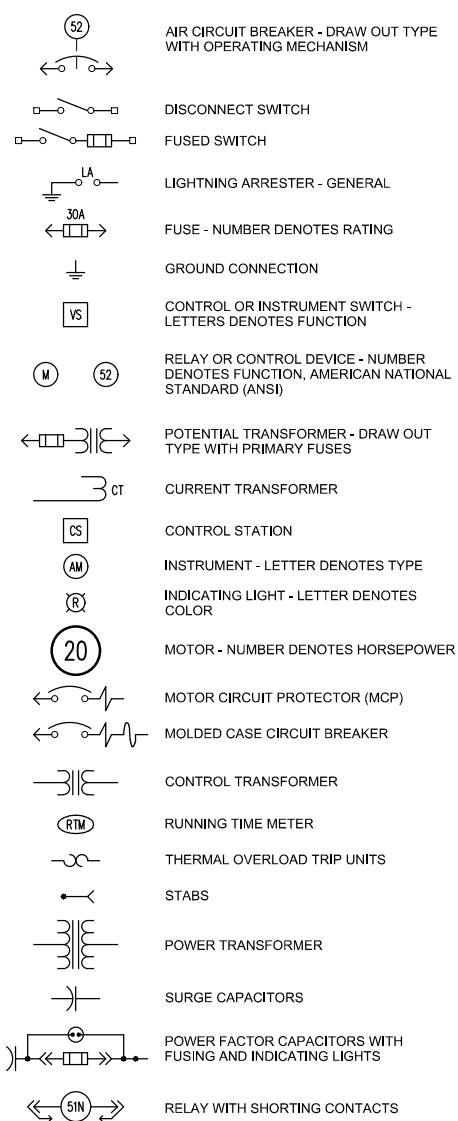 52
AIR CIRCUIT BREAKER - DRAW OUT TYPE
WITH OPERATING MECHANISM
DISCONNECT SWITCH
FUSED SWITCH
LA
LIGHTNING ARRESTER - GENERAL
30A
FUSE - NUMBER DENOTES RATING
GROUND CONNECTION
VS
CONTROL OR INSTRUMENT SWITCH -
LETTERS DENOTES FUNCTION
M 52
RELAY OR CONTROL DEVICE - NUMBER
DENOTES FUNCTION, AMERICAN NATIONAL
STANDARD (ANSI)
POTENTIAL TRANSFORMER - DRAW OUT
TYPE WITH PRIMARY FUSES
CT
CURRENT TRANSFORMER
CS
CONTROL STATION
AM
INSTRUMENT - LETTER DENOTES TYPE
R
INDICATING LIGHT - LETTER DENOTES
COLOR
20
MOTOR - NUMBER DENOTES HORSEPOWER
MOTOR CIRCUIT PROTECTOR (MCP)
MOLDED CASE CIRCUIT BREAKER
CONTROL TRANSFORMER
RTM
RUNNING TIME METER
THERMAL OVERLOAD TRIP UNITS
STABS
POWER TRANSFORMER
SURGE CAPACITORS
POWER FACTOR CAPACITORS WITH
FUSING AND INDICATING LIGHTS
51N
RELAY WITH SHORTING CONTACTS